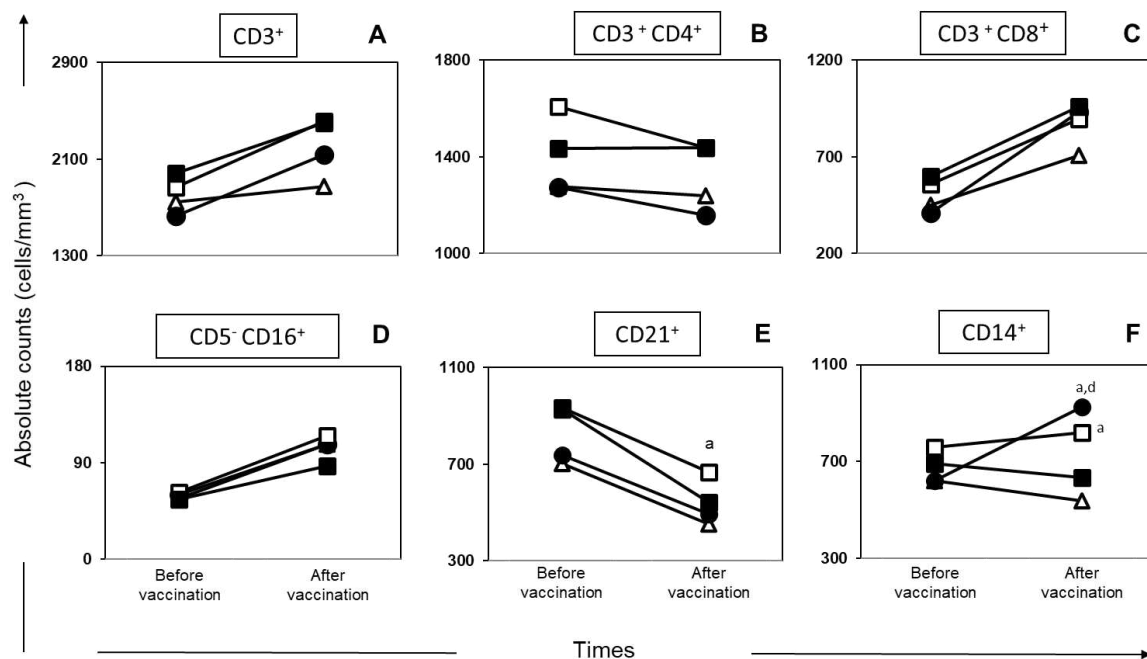 CD3⁺ A
CD3⁺ CD4⁺ B
CD3⁺ CD8⁺ C
2900
2100
1300
1800
1400
1000
1200
700
200
CD5⁻ CD16⁺ D
CD21⁺ E
CD14⁺ F
180
90
0
1100
700
300
a
1100
700
300
a,d
a
Before
vaccination
After
vaccination
Before
vaccination
After
vaccination
Before
vaccination
After
vaccination
Absolute counts (cells/mm³)
Times